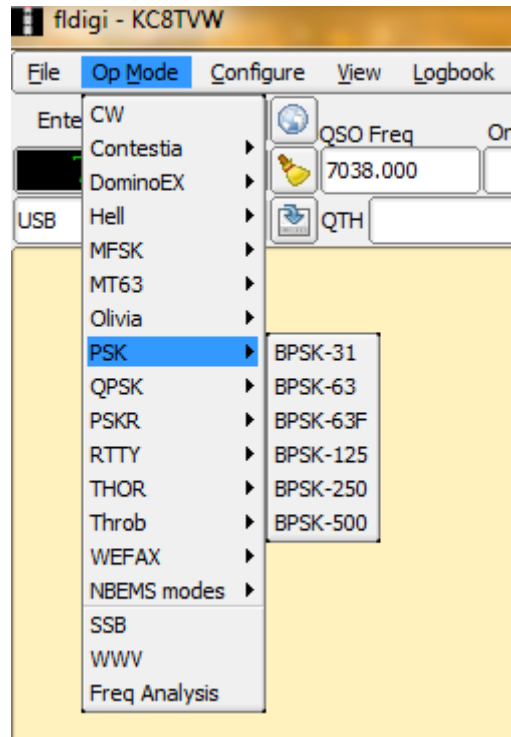 fldigi - KC8TVW
File Op Mode Configure View Logbook
Ente
QSO Freq
7038.000
USB
QTH
CW
Contestia
DominoEX
Hell
MFSK
MT63
Olivia
PSK
QPSK
PSKR
RTTY
THOR
Throb
WEFAX
NBEMS modes
SSB
WWV
Freq Analysis
BPSK-31
BPSK-63
BPSK-63F
BPSK-125
BPSK-250
BPSK-500